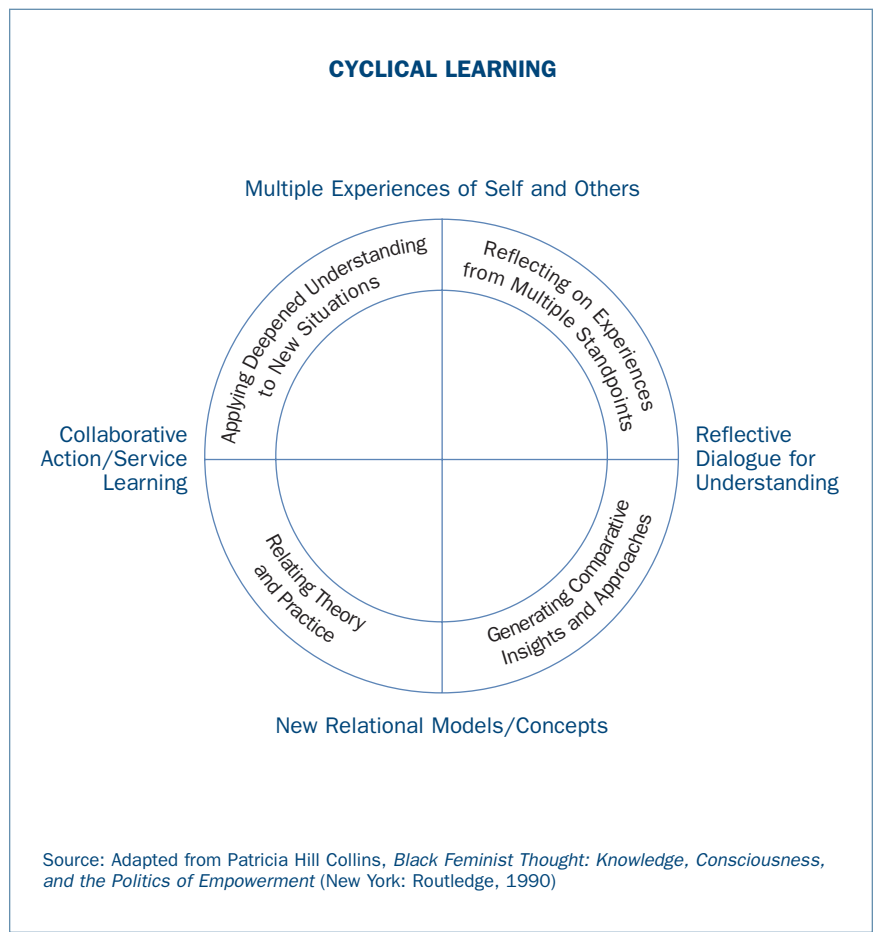 CYCLICAL LEARNING
Multiple Experiences of Self and Others
Applying Deepened Understanding
to New Situations
Reflecting on Experiences
from Multiple Standpoints
Collaborative
Action/Service
Learning
Reflective
Dialogue for
Understanding
Relating Theory
and Practice
Generating Comparative
Insights and Approaches
New Relational Models/Concepts
Source: Adapted from Patricia Hill Collins, Black Feminist Thought: Knowledge, Consciousness,
and the Politics of Empowerment (New York: Routledge, 1990)